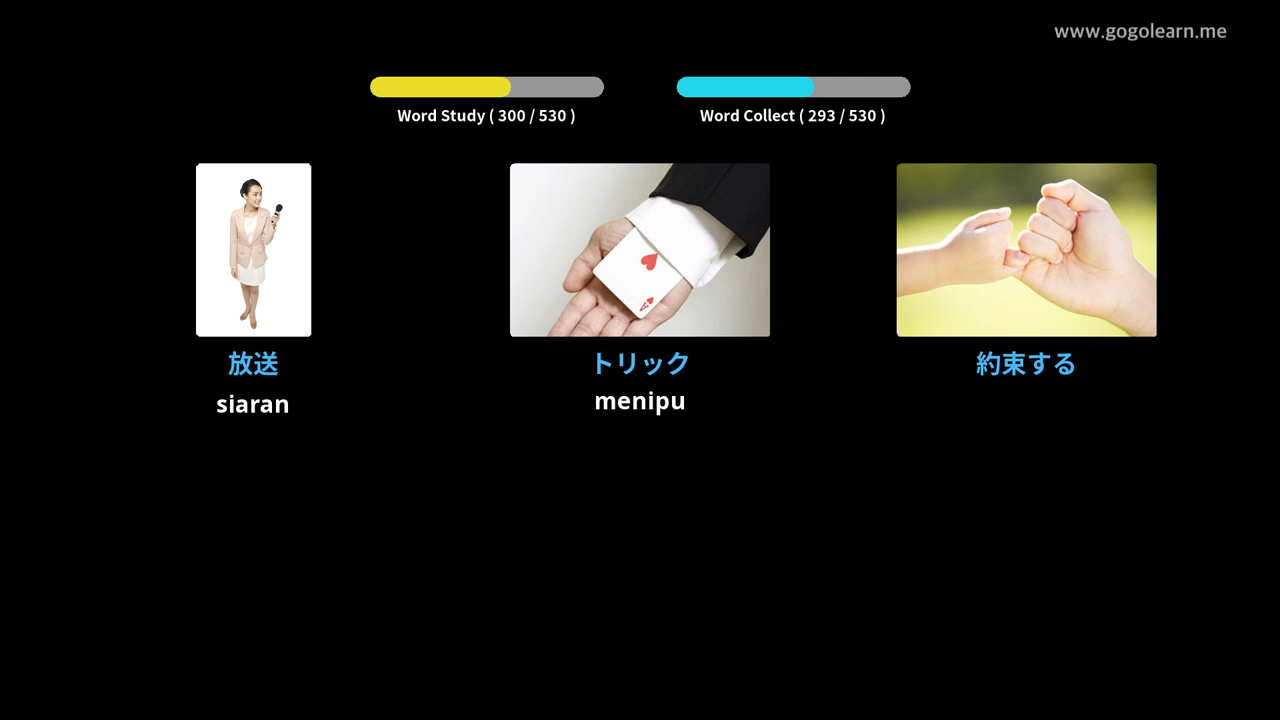 www.gogolearn.me
Word Study ( 300 / 530 )
Word Collect ( 293 / 530 )
放送
siaran
トリック
menipu
約束する